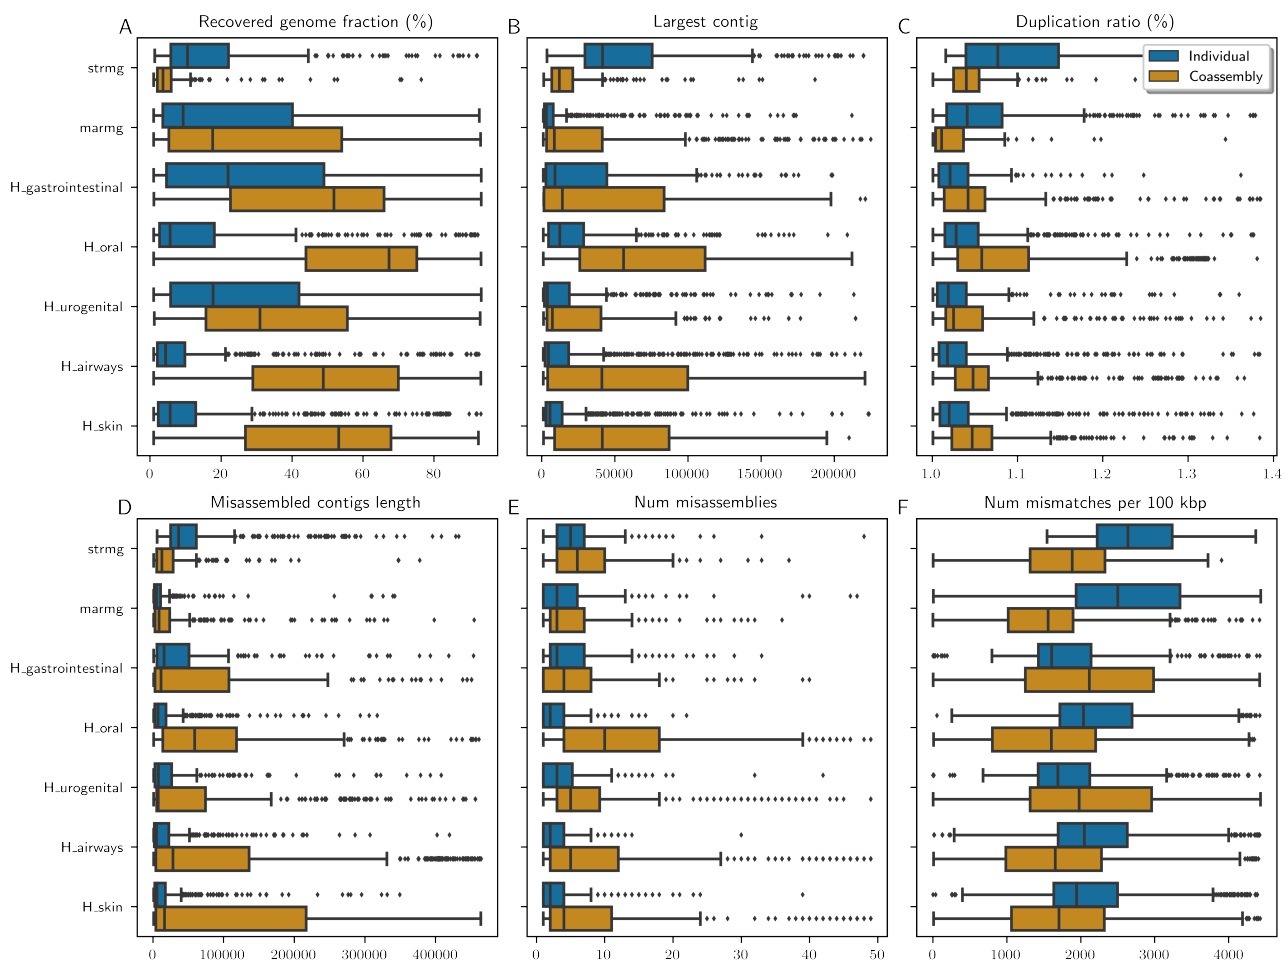 A Recovered genome fraction (%)
B Largest contig
C Duplication ratio (%)
Individual
Coassembly
strmg
marmg
H_gastrointestinal
H_oral
H_urogenital
H_airways
H_skin
0 20 40 60 80
0 50000 100000 150000 200000
1.0 1.1 1.2 1.3 1.4
D Misassembled contigs length
E Num misassemblies
F Num mismatches per 100 kbp
strmg
marmg
H_gastrointestinal
H_oral
H_urogenital
H_airways
H_skin
0 100000 200000 300000 400000
0 10 20 30 40 50
0 1000 2000 3000 4000